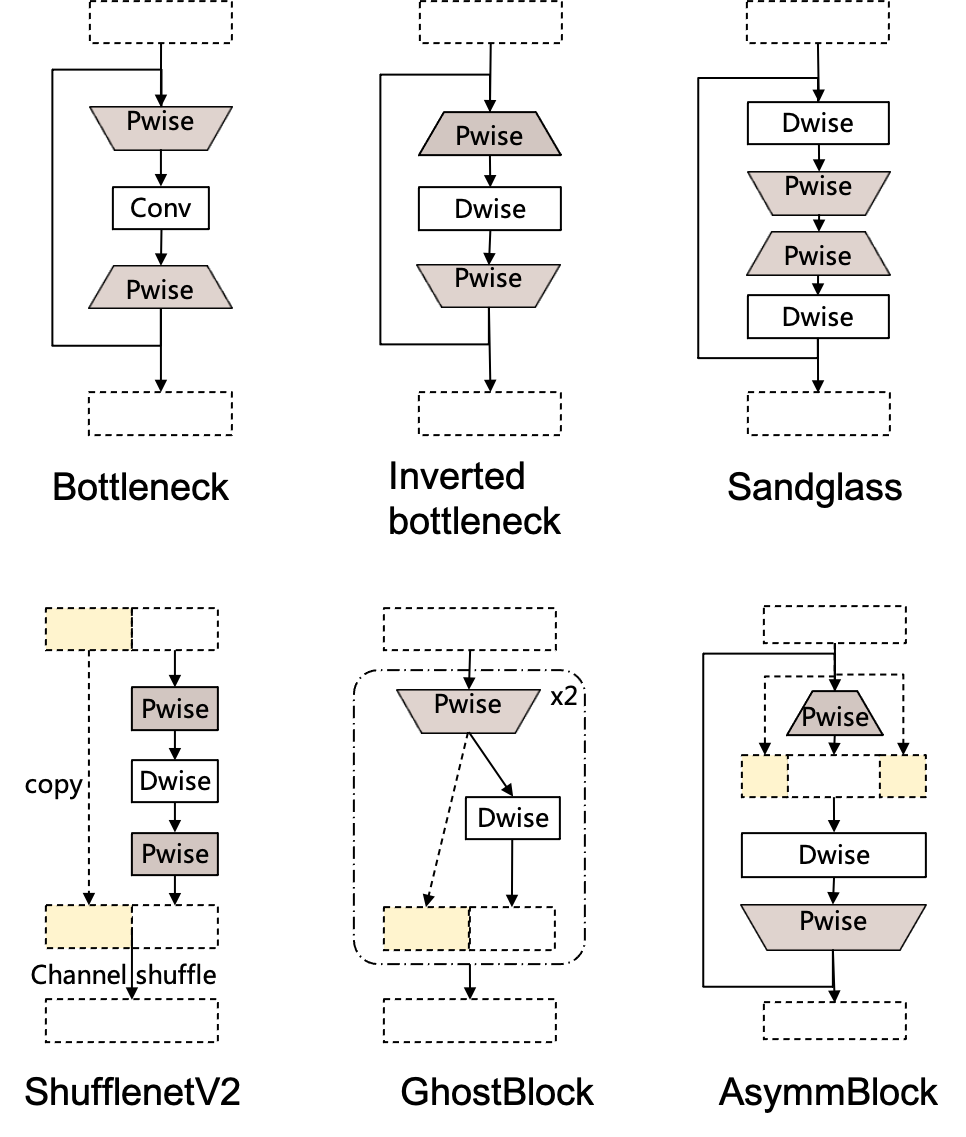 Pwise
Conv
Pwise
Bottleneck
Pwise
Dwise
Pwise
Inverted
bottleneck
Dwise
Pwise
Pwise
Dwise
Sandglass
Pwise
Dwise
copy
Pwise
Channel shuffle
ShufflenetV2
Pwise
x2
Dwise
GhostBlock
Pwise
Dwise
Pwise
AsymmBlock